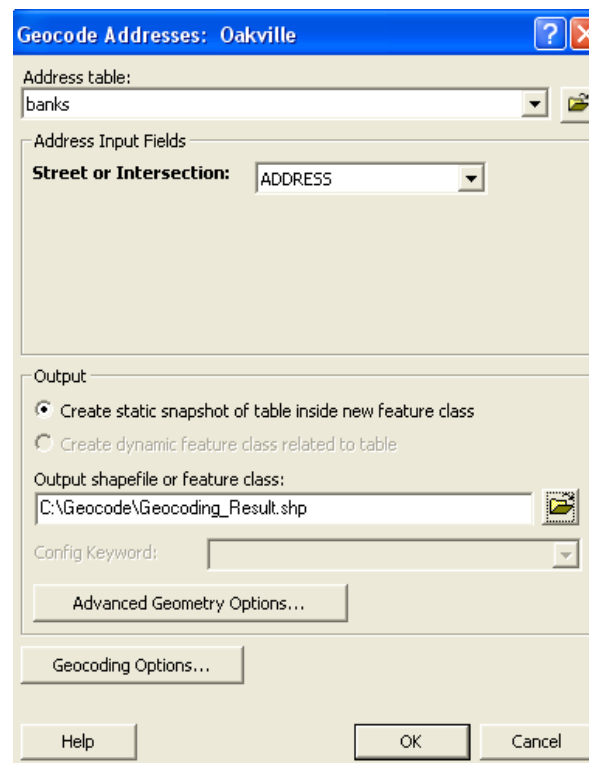 Geocode Addresses: Oakville
Address table:
banks
Address Input Fields
Street or Intersection: ADDRESS
Output
Create static snapshot of table inside new feature class
Create dynamic feature class related to table
Output shapefile or feature class:
C:\Geocode\Geocoding_Result.shp
Config Keyword:
Advanced Geometry Options...
Geocoding Options...
Help OK Cancel